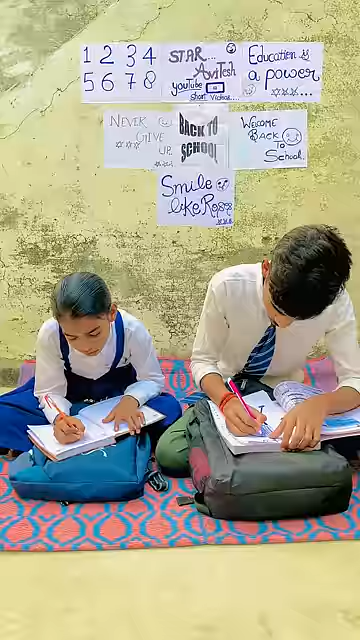 1 2 3 4
5 6 7 8
STAR...
Avitesh
YouTube
Short Videos...
Education is
a power
NEVER
GIVE
UP.
BACK TO
SCHOOL
WELCOME
BACK
To
School.
Smile
like